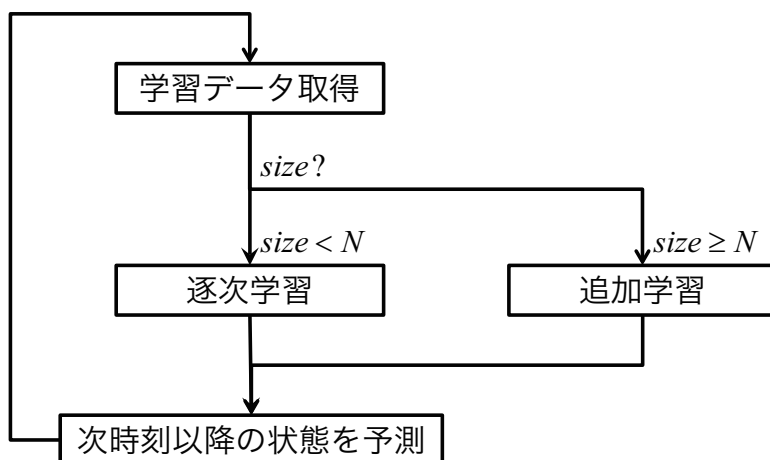 学習データ取得
size?
size < N
size ≥ N
逐次学習
追加学習
次時刻以降の状態を予測